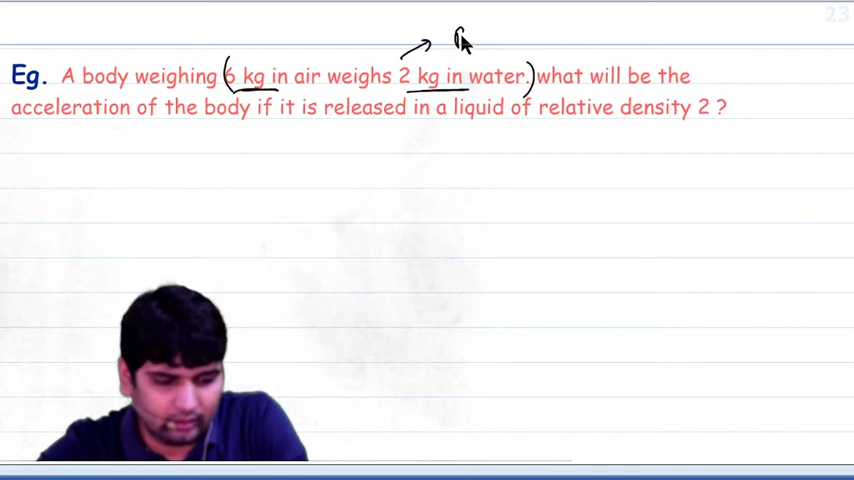 23
Eg. A body weighing (6 kg in air weighs 2 kg in water.) what will be the
acceleration of the body if it is released in a liquid of relative density 2 ?